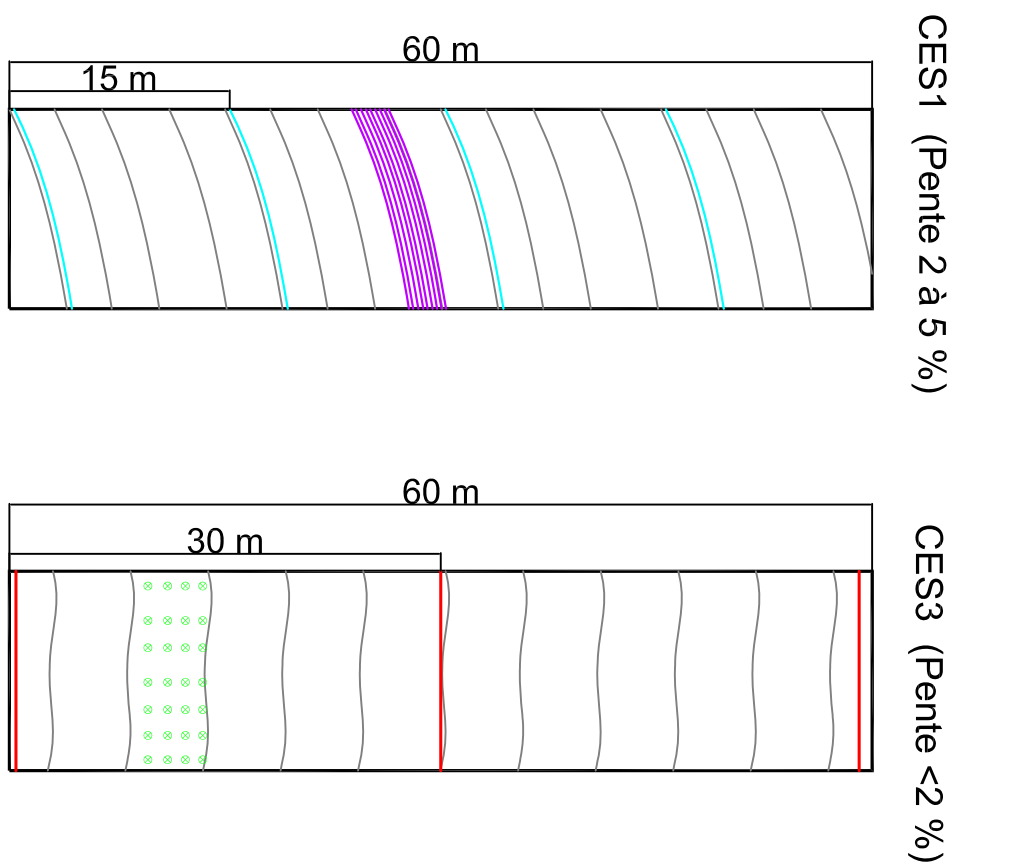 60 m
15 m
CES1 (Pente 2 à 5 %)
60 m
30 m
CES3 (Pente <2 %)